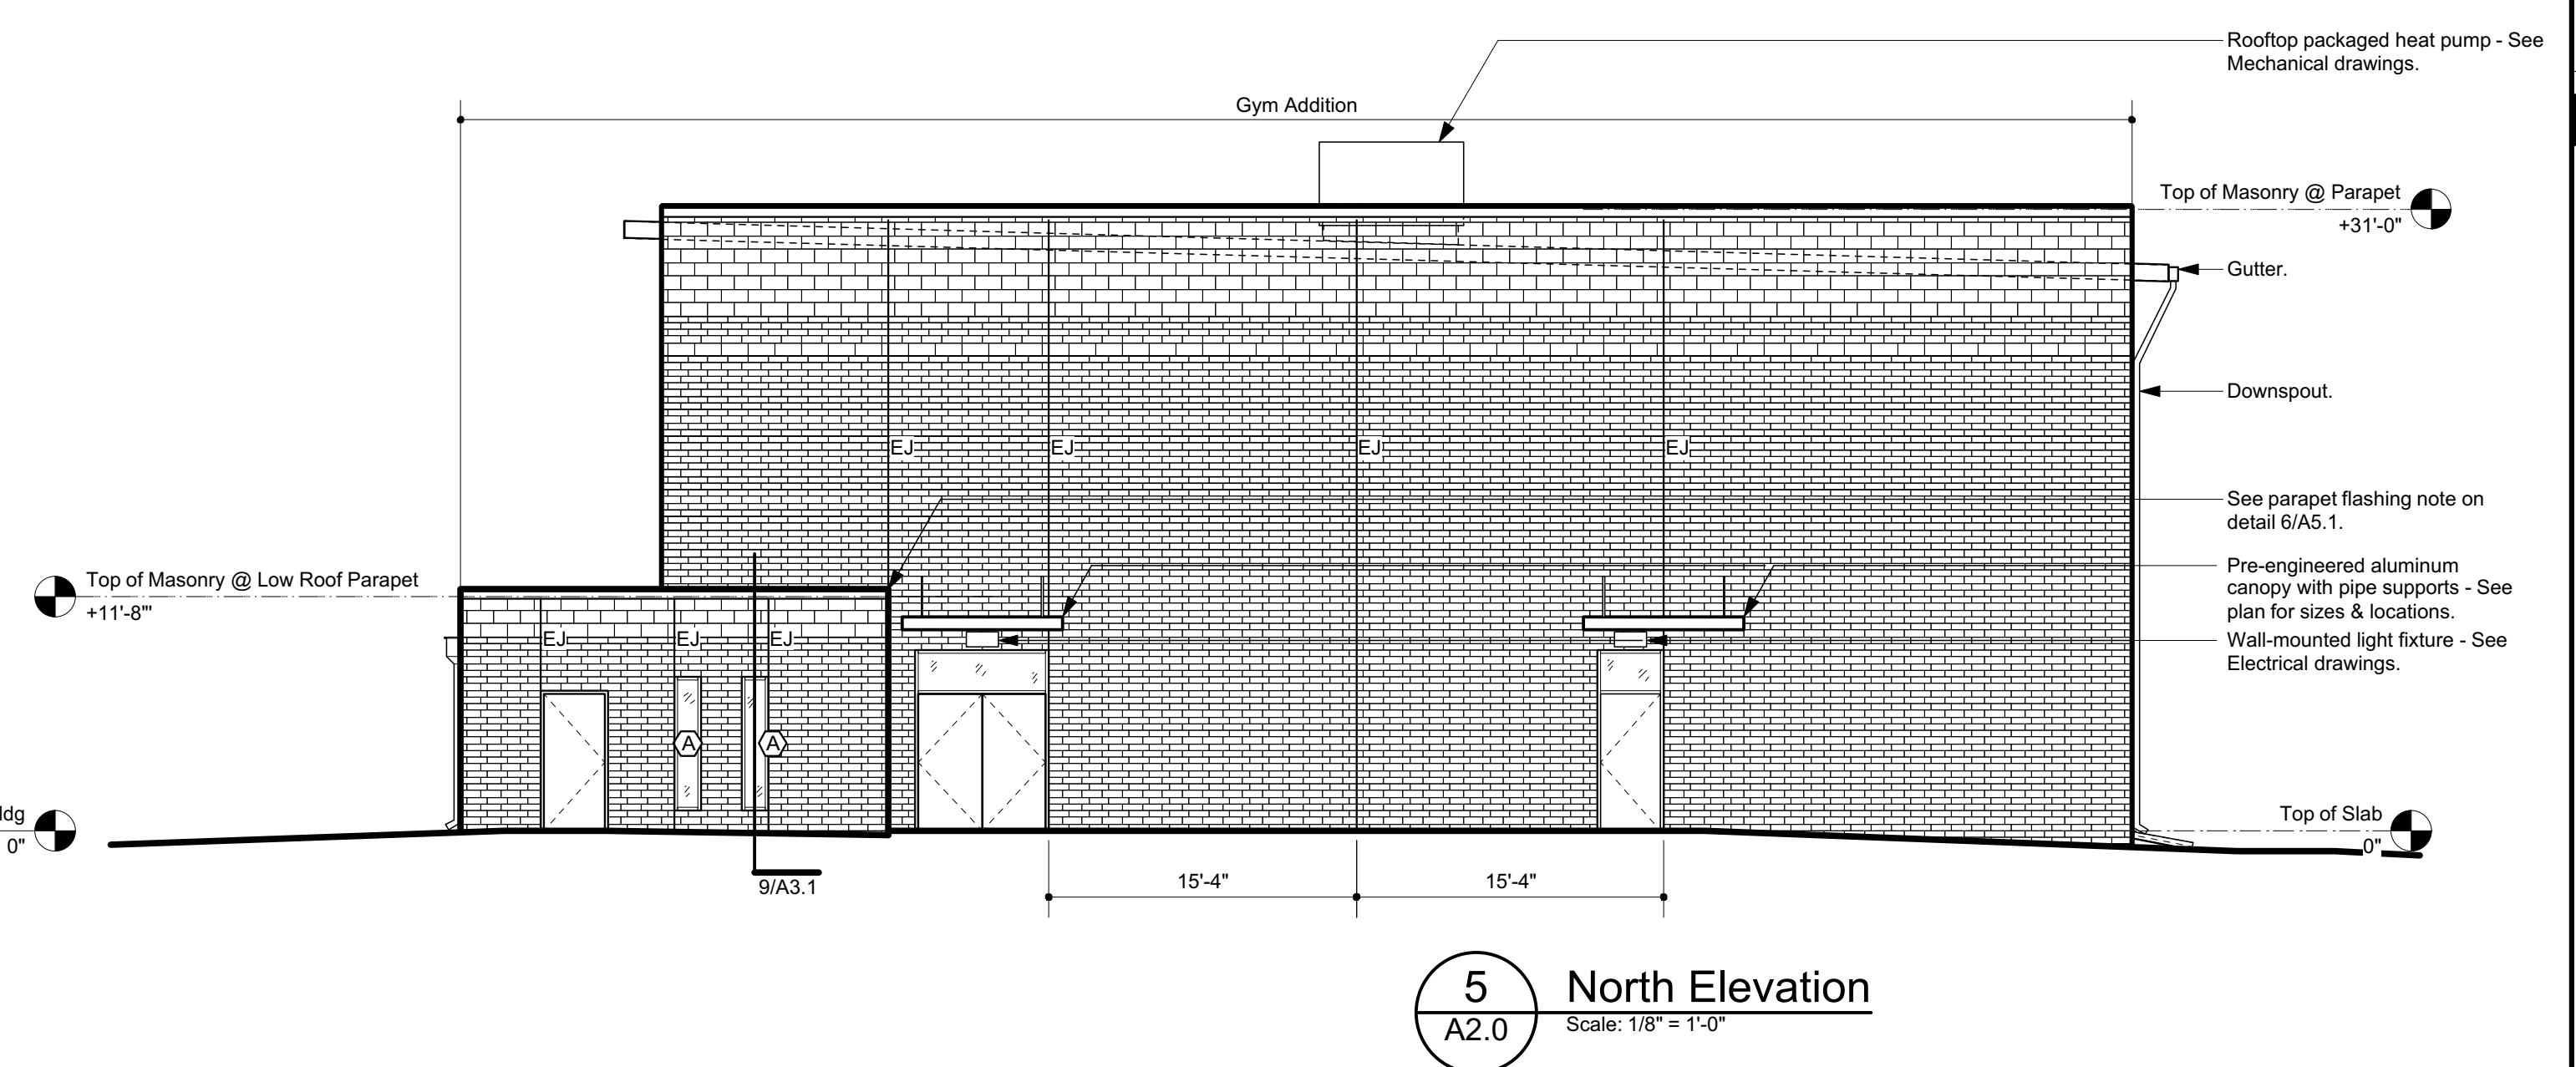 Rooftop packaged heat pump - See
Mechanical drawings.
Gym Addition
Top of Masonry @ Parapet
+31'-0"
Gutter.
Downspout.
EJ
EJ
EJ
EJ
See parapet flashing note on
detail 6/A5.1.
Pre-engineered aluminum
canopy with pipe supports - See
plan for sizes & locations.
Top of Masonry @ Low Roof Parapet
+11'-8"'
EJ
EJ
EJ
Wall-mounted light fixture - See
Electrical drawings.
A
A
ldg
0"
Top of Slab
0"
9/A3.1
15'-4"
15'-4"
5
A2.0
North Elevation
Scale: 1/8" = 1'-0"